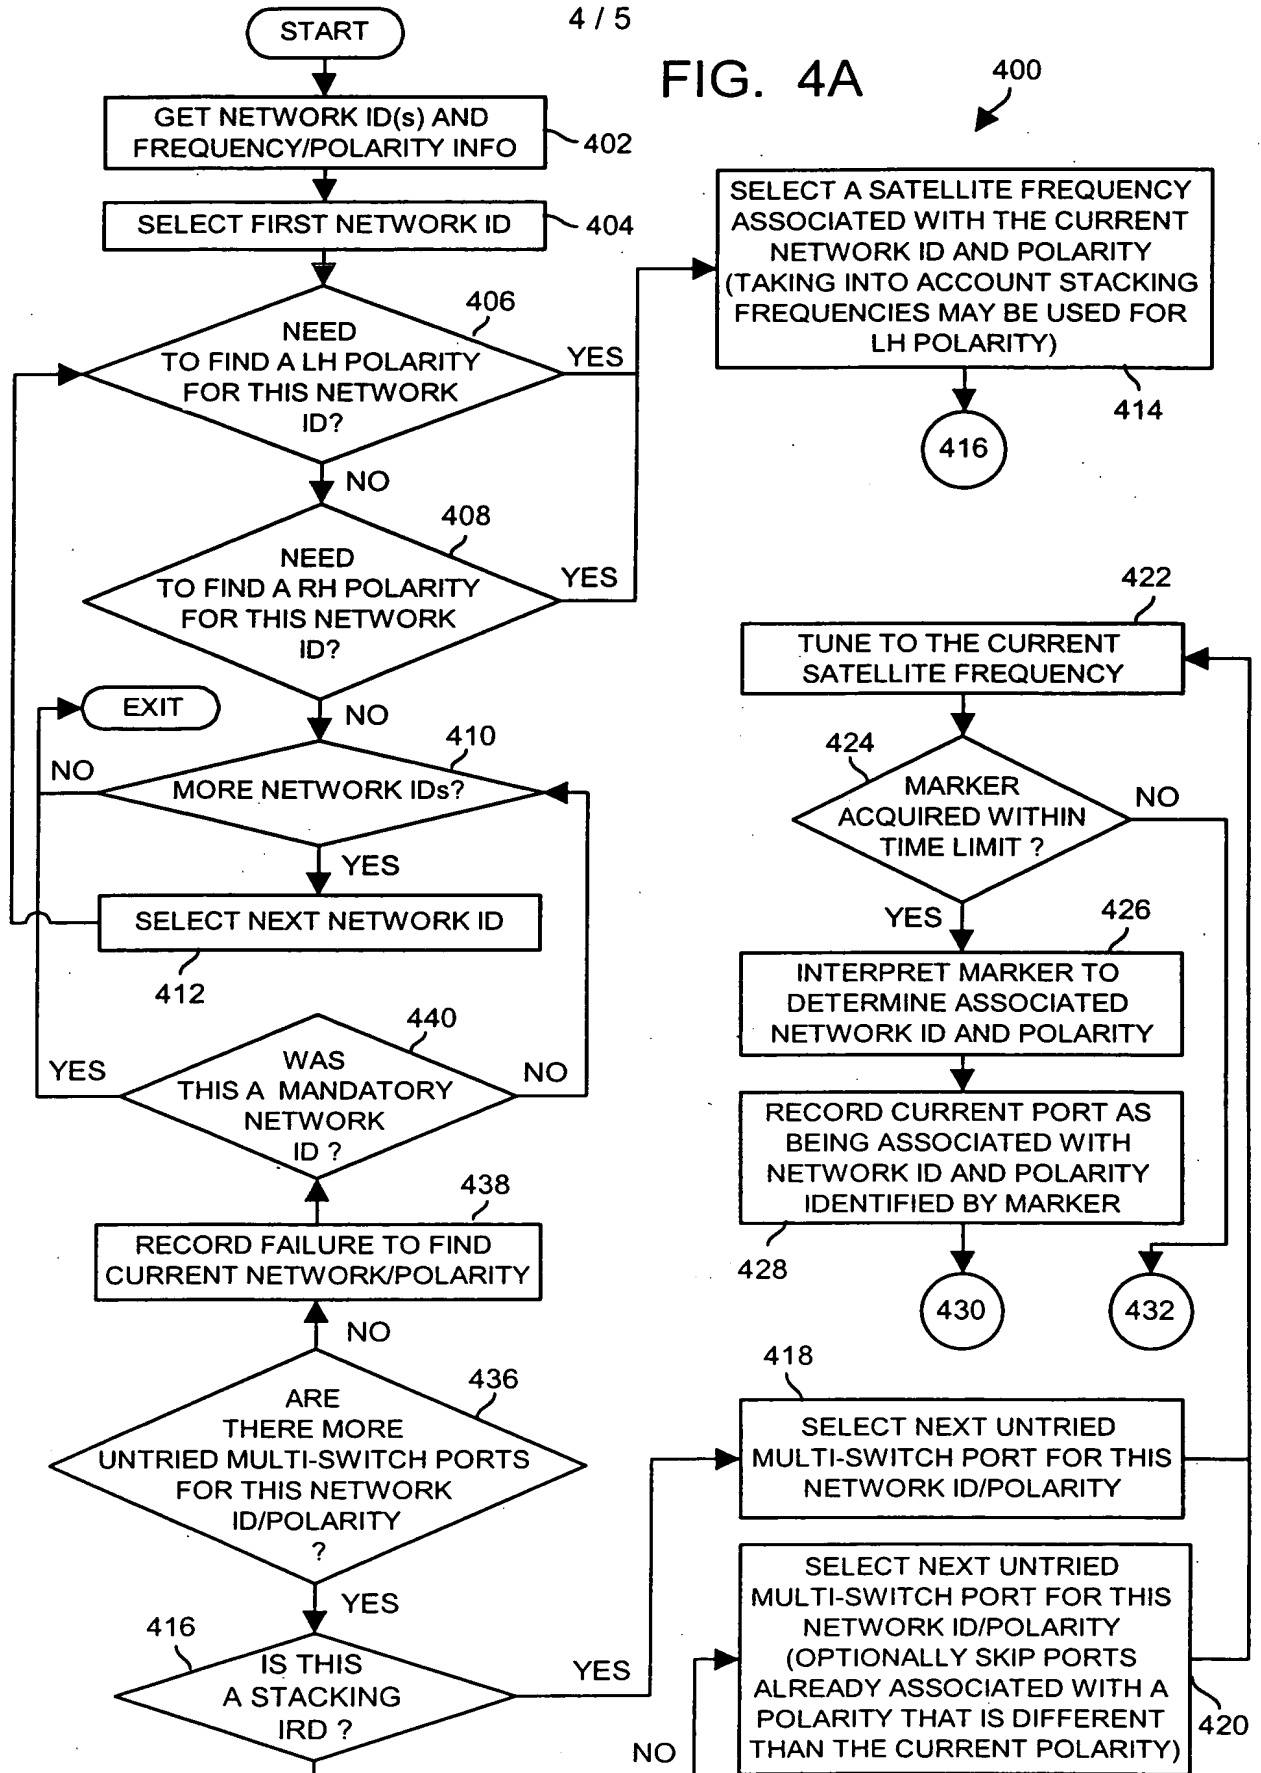 4 / 5
FIG. 4A
400
START
GET NETWORK ID(s) AND
FREQUENCY/POLARITY INFO
402
SELECT FIRST NETWORK ID
404
406
NEED
TO FIND A LH POLARITY
FOR THIS NETWORK
ID?
YES
NO
408
NEED
TO FIND A RH POLARITY
FOR THIS NETWORK
ID?
YES
EXIT
NO
410
NO
MORE NETWORK IDs?
YES
SELECT NEXT NETWORK ID
412
440
WAS
THIS A MANDATORY
NETWORK
ID ?
YES
NO
438
RECORD FAILURE TO FIND
CURRENT NETWORK/POLARITY
NO
436
ARE
THERE MORE
UNTRIED MULTI-SWITCH PORTS
FOR THIS NETWORK
ID/POLARITY
?
YES
416
IS THIS
A STACKING
IRD ?
YES
NO
SELECT A SATELLITE FREQUENCY
ASSOCIATED WITH THE CURRENT
NETWORK ID AND POLARITY
(TAKING INTO ACCOUNT STACKING
FREQUENCIES MAY BE USED FOR
LH POLARITY)
414
416
422
TUNE TO THE CURRENT
SATELLITE FREQUENCY
424
MARKER
ACQUIRED WITHIN
TIME LIMIT ?
NO
YES
426
INTERPRET MARKER TO
DETERMINE ASSOCIATED
NETWORK ID AND POLARITY
RECORD CURRENT PORT AS
BEING ASSOCIATED WITH
NETWORK ID AND POLARITY
IDENTIFIED BY MARKER
428
430
432
418
SELECT NEXT UNTRIED
MULTI-SWITCH PORT FOR THIS
NETWORK ID/POLARITY
SELECT NEXT UNTRIED
MULTI-SWITCH PORT FOR THIS
NETWORK ID/POLARITY
(OPTIONALLY SKIP PORTS
ALREADY ASSOCIATED WITH A
POLARITY THAT IS DIFFERENT
THAN THE CURRENT POLARITY)
420